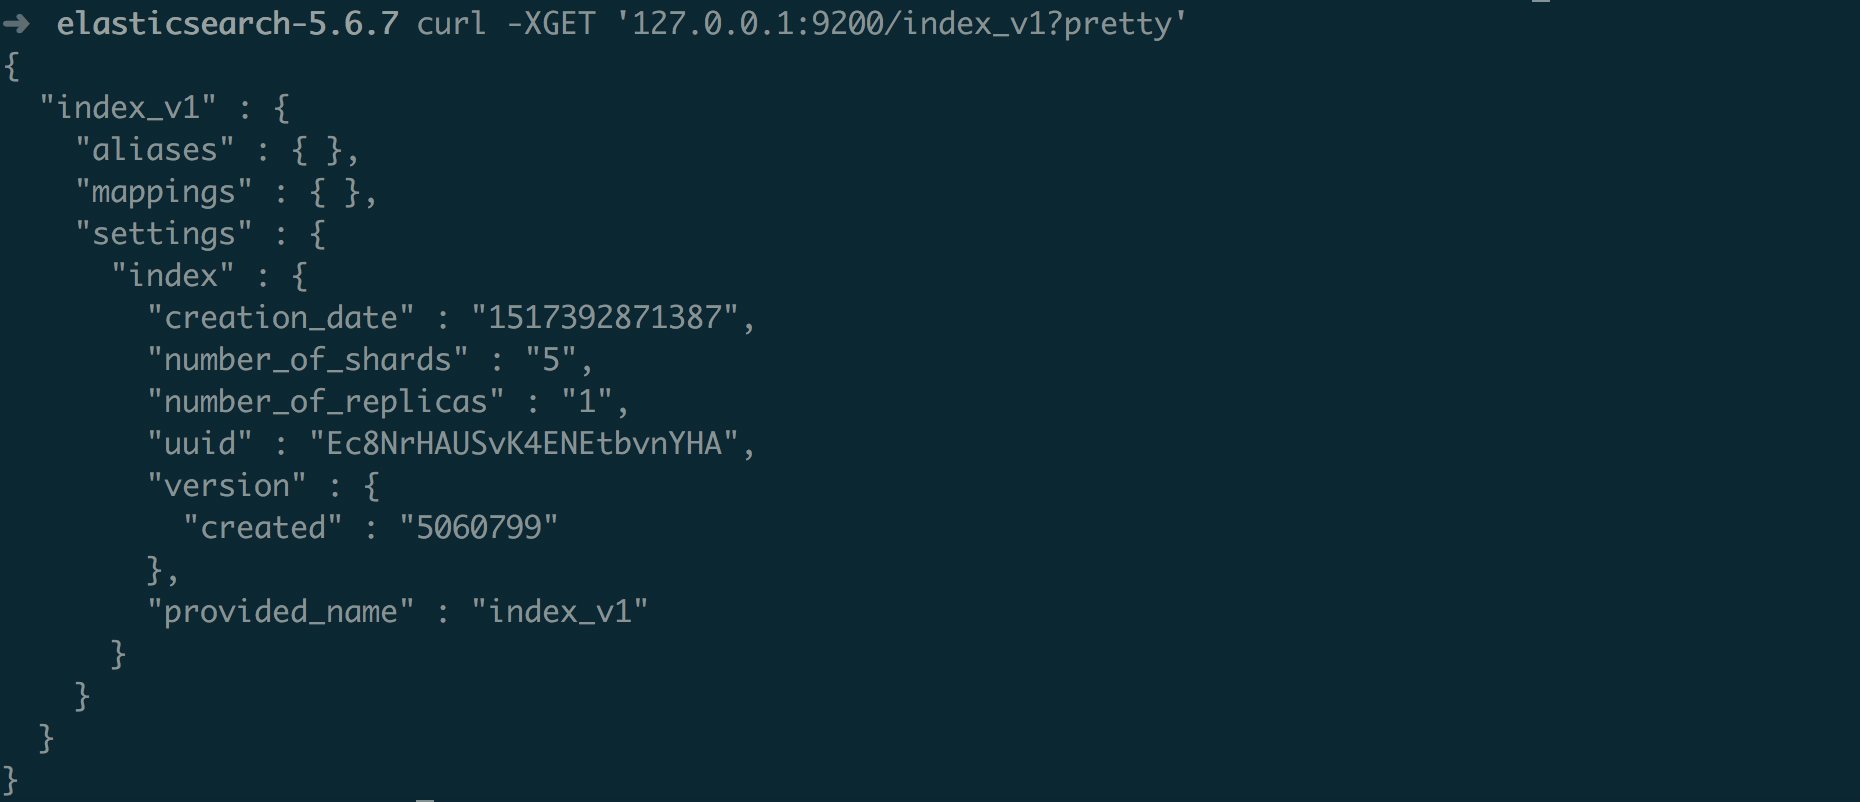 ➜  elasticsearch-5.6.7 curl -XGET '127.0.0.1:9200/index_v1?pretty'
{
  "index_v1" : {
    "aliases" : { },
    "mappings" : { },
    "settings" : {
      "index" : {
        "creation_date" : "1517392871387",
        "number_of_shards" : "5",
        "number_of_replicas" : "1",
        "uuid" : "Ec8NrHAUSvK4ENEtbvnYHA",
        "version" : {
          "created" : "5060799"
        },
        "provided_name" : "index_v1"
      }
    }
  }
}